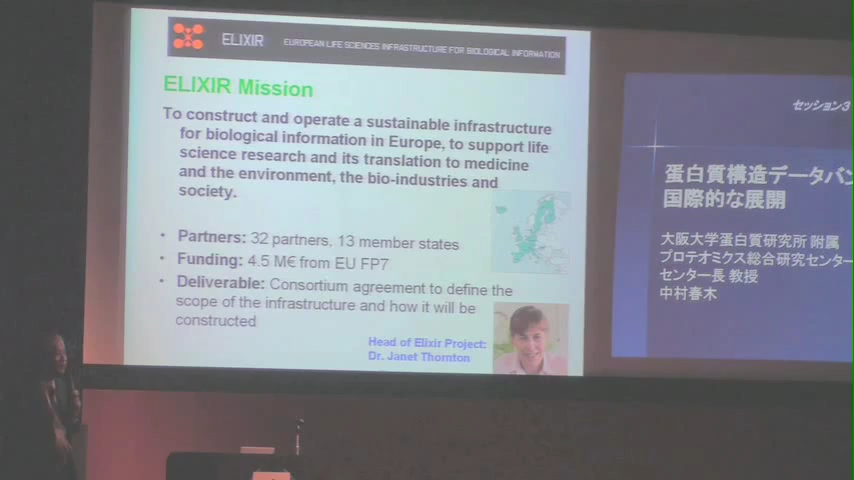 ELIXIR
EUROPEAN LIFE SCIENCES INFRASTRUCTURE FOR BIOLOGICAL INFORMATION
ELIXIR Mission
To construct and operate a sustainable infrastructure
for biological information in Europe, to support life
science research and its translation to medicine
and the environment, the bio-industries and
society.
• Partners: 32 partners, 13 member states
• Funding: 4.5 M€ from EU FP7
• Deliverable: Consortium agreement to define the
scope of the infrastructure and how it will be
constructed
Head of Elixir Project:
Dr. Janet Thornton
セッション3
蛋白質構造データバン
国際的な展開
大阪大学蛋白質研究所 附属
プロテオミクス総合研究センター
センター長 教授
中村春木